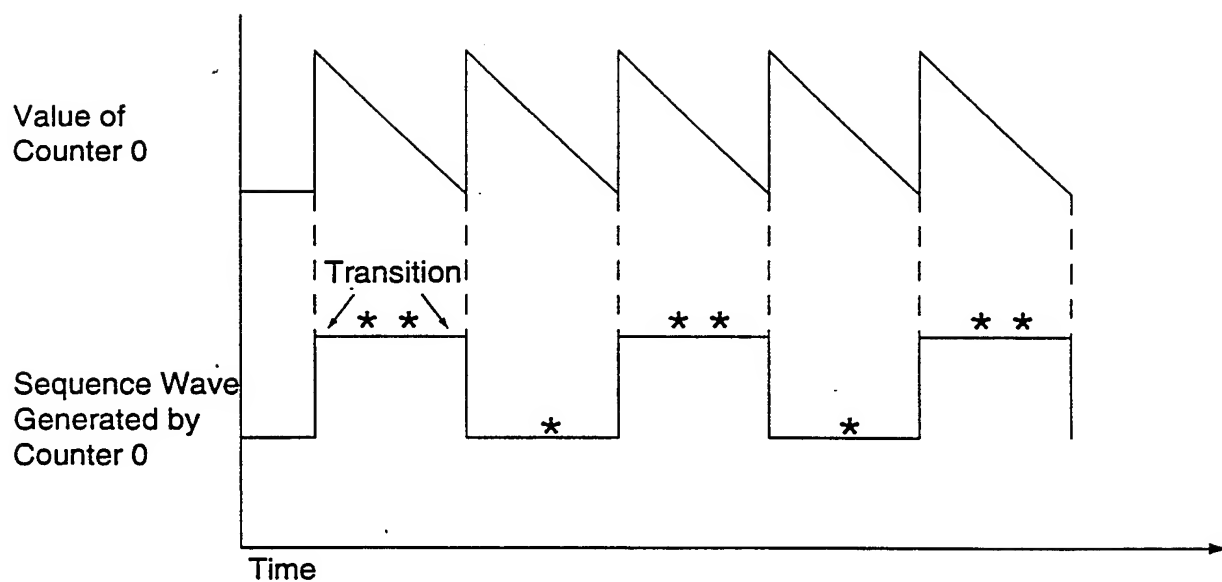 Value of
Counter 0
Transition
* *
* *
* *
Sequence Wave
Generated by
Counter 0
*
*
Time